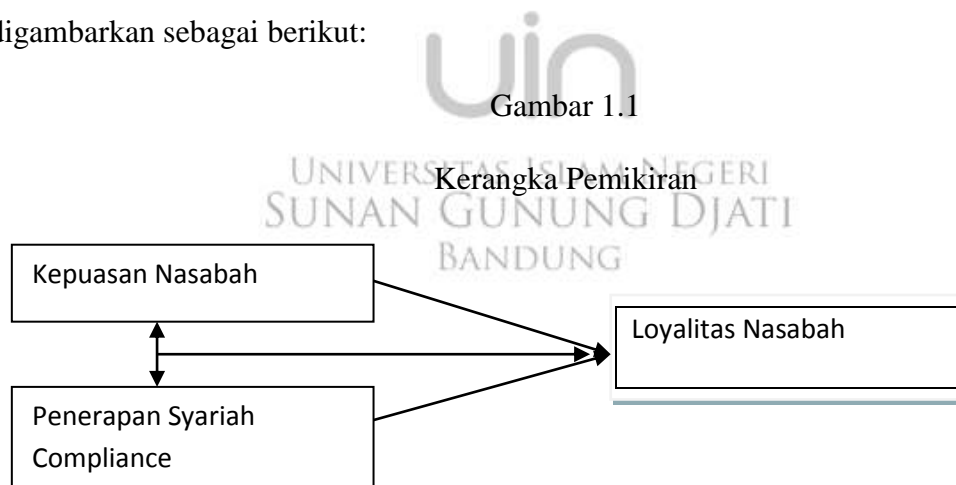 digambarkan sebagai berikut:
uin
Gambar 1.1
UNIVERSITAS ISLAM NEGERI
Kerangka Pemikiran
SUNAN GUNUNG DJATI
BANDUNG
Kepuasan Nasabah
Loyalitas Nasabah
Penerapan Syariah
Compliance